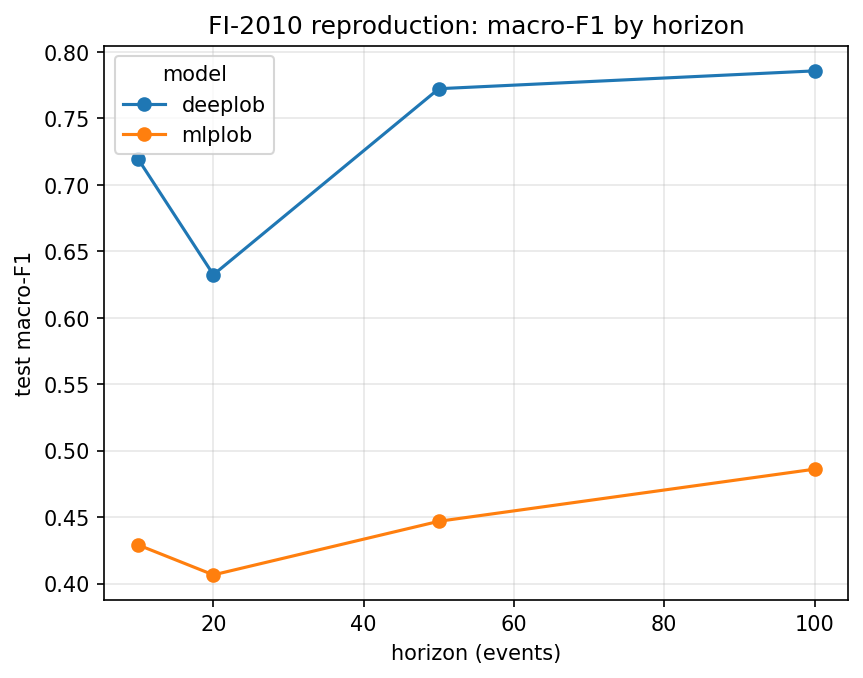 FI-2010 reproduction: macro-F1 by horizon
model
deeplob
mlplob
test macro-F1
0.80
0.75
0.70
0.65
0.60
0.55
0.50
0.45
0.40
20 40 60 80 100
horizon (events)